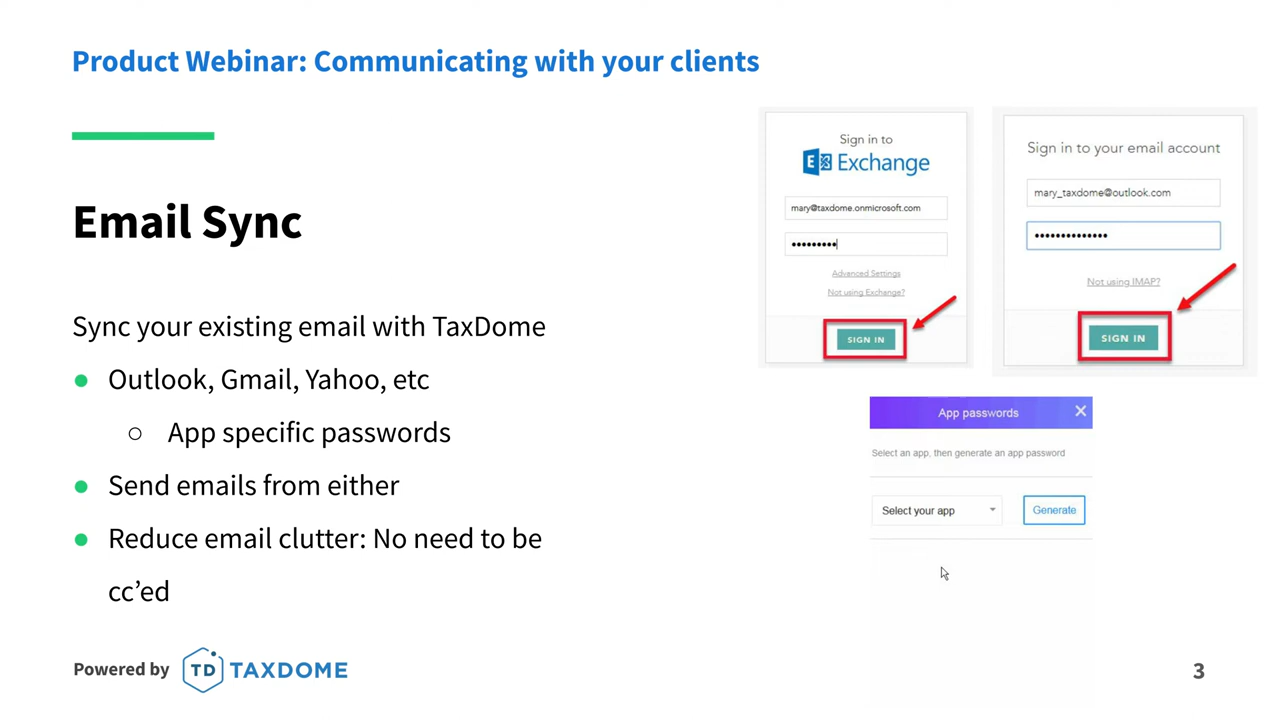 Product Webinar: Communicating with your clients
Email Sync
Sync your existing email with TaxDome
● Outlook, Gmail, Yahoo, etc
○ App specific passwords
● Send emails from either
● Reduce email clutter: No need to be
cc’ed
Sign in to
Exchange
mary@taxdome.onmicrosoft.com
•••••••••
Advanced Settings
Not using Exchange?
SIGN IN
Sign in to your email account
mary_taxdome@outlook.com
••••••••••••••
Not using IMAP?
SIGN IN
App passwords ×
Select an app, then generate an app password
Select your app
Generate
Powered by TD TAXDOME
3